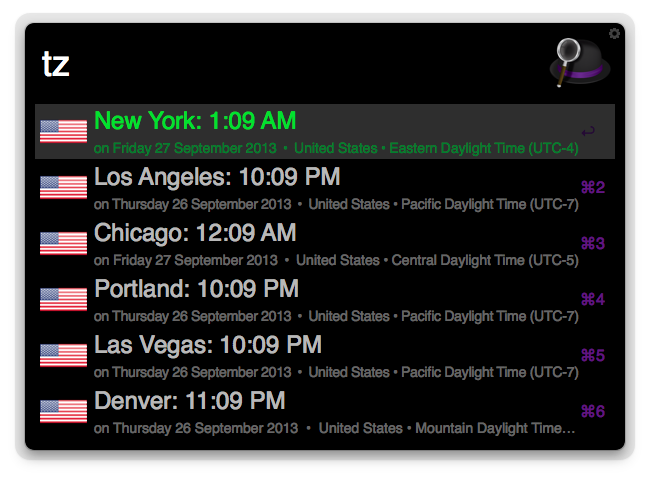 tz
New York: 1:09 AM
on Friday 27 September 2013 • United States • Eastern Daylight Time (UTC-4)
↩
Los Angeles: 10:09 PM
on Thursday 26 September 2013 • United States • Pacific Daylight Time (UTC-7)
⌘2
Chicago: 12:09 AM
on Friday 27 September 2013 • United States • Central Daylight Time (UTC-5)
⌘3
Portland: 10:09 PM
on Thursday 26 September 2013 • United States • Pacific Daylight Time (UTC-7)
⌘4
Las Vegas: 10:09 PM
on Thursday 26 September 2013 • United States • Pacific Daylight Time (UTC-7)
⌘5
Denver: 11:09 PM
on Thursday 26 September 2013 • United States • Mountain Daylight Time...
⌘6